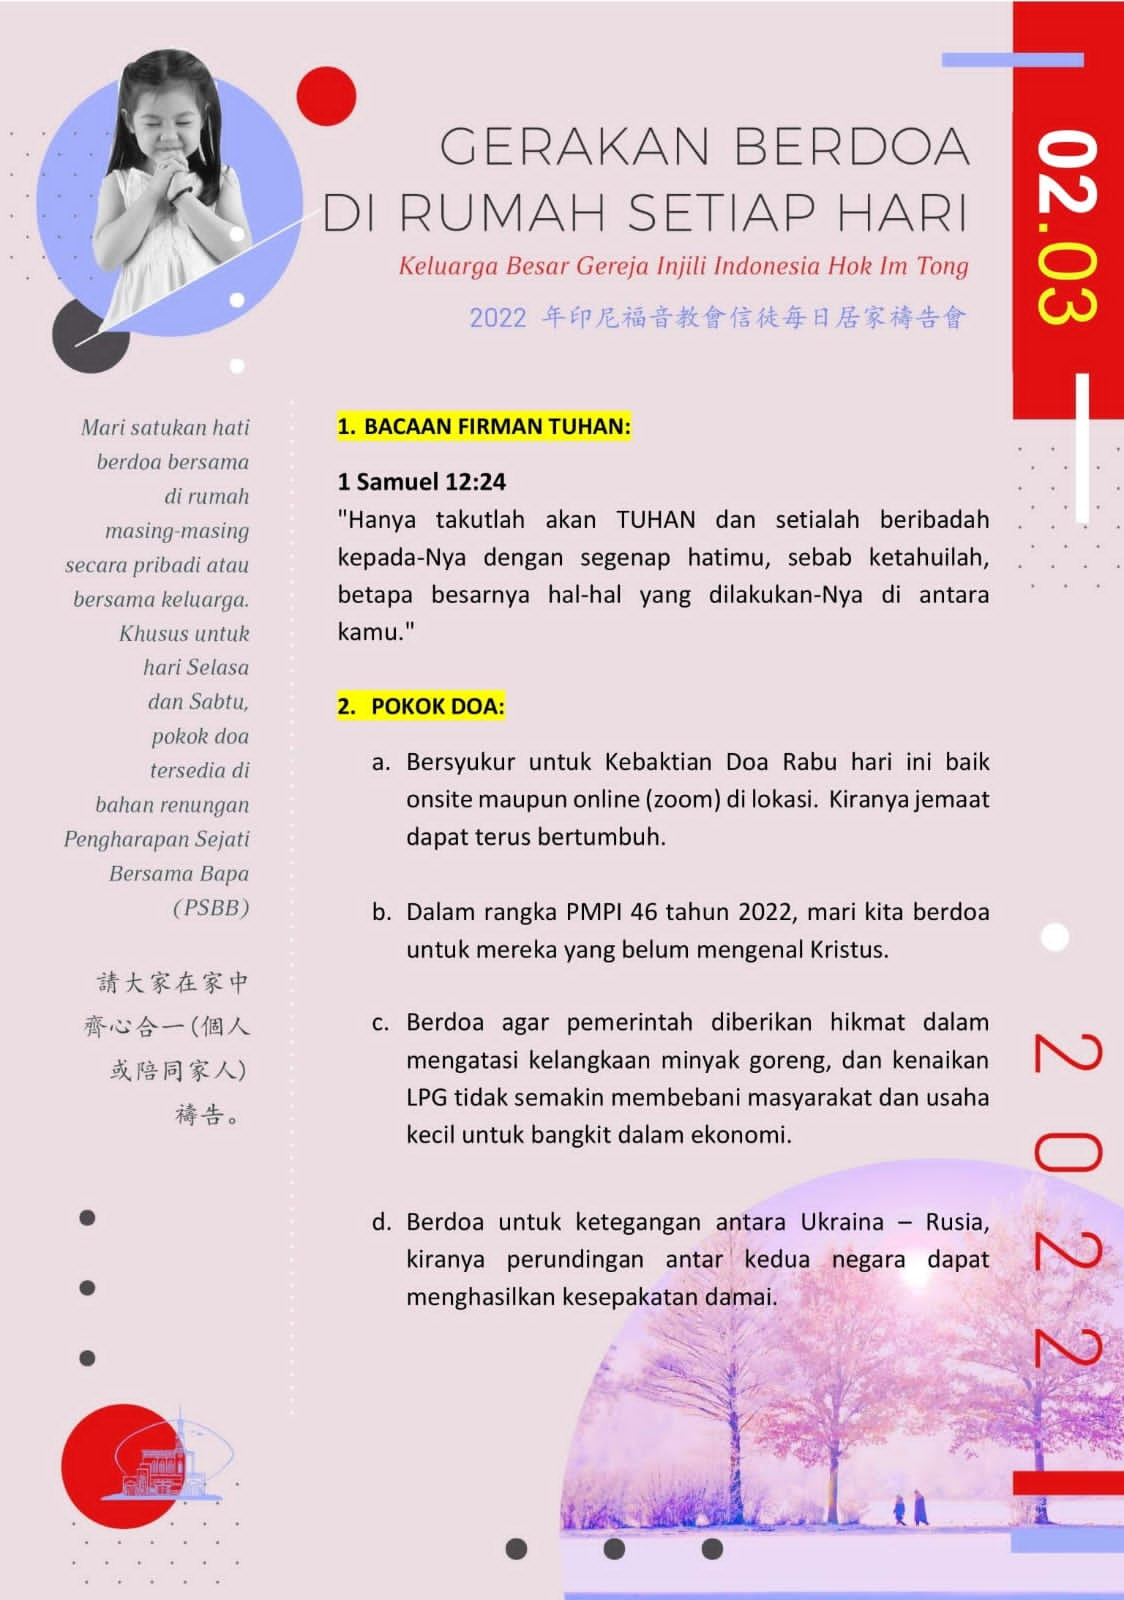 GERAKAN BERDOA
DI RUMAH SETIAP HARI
Keluarga Besar Gereja Injili Indonesia Hok Im Tong
2022 年印尼福音教會信徒每日居家禱告會
02.03
2022
Mari satukan hati
berdoa bersama
di rumah
masing-masing
secara pribadi atau
bersama keluarga.
Khusus untuk
hari Selasa
dan Sabtu,
pokok doa
tersedia di
bahan renungan
Pengharapan Sejati
Bersama Bapa
(PSBB)
請大家在家中
齊心合一(個人
或陪同家人)
禱告。
1. BACAAN FIRMAN TUHAN:
1 Samuel 12:24
"Hanya takutlah akan TUHAN dan setialah beribadah
kepada-Nya dengan segenap hatimu, sebab ketahuilah,
betapa besarnya hal-hal yang dilakukan-Nya di antara
kamu."
2. POKOK DOA:
a. Bersyukur untuk Kebaktian Doa Rabu hari ini baik
onsite maupun online (zoom) di lokasi. Kiranya jemaat
dapat terus bertumbuh.
b. Dalam rangka PMPI 46 tahun 2022, mari kita berdoa
untuk mereka yang belum mengenal Kristus.
c. Berdoa agar pemerintah diberikan hikmat dalam
mengatasi kelangkaan minyak goreng, dan kenaikan
LPG tidak semakin membebani masyarakat dan usaha
kecil untuk bangkit dalam ekonomi.
d. Berdoa untuk ketegangan antara Ukraina – Rusia,
kiranya perundingan antar kedua negara dapat
menghasilkan kesepakatan damai.